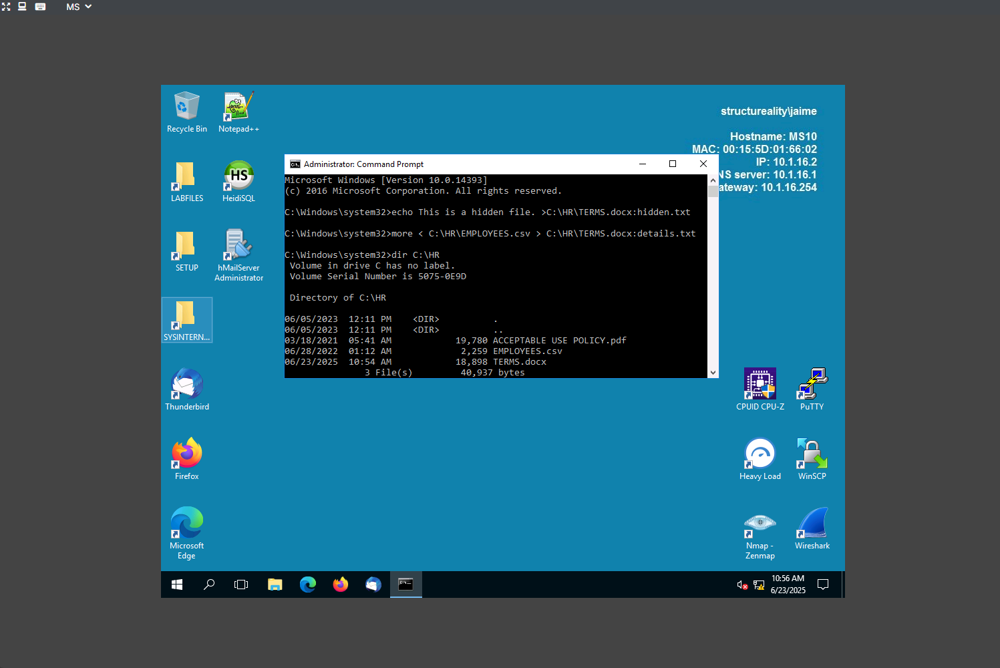 MS
Recycle Bin
Notepad++
structureality\jaime
Hostname: MS10
MAC: 00:15:5D:01:66:02
IP: 10.1.16.2
NS server: 10.1.16.1
ateway: 10.1.16.254
LABFILES
HS
HeidiSQL
SETUP
hMailServer
Administrator
SYSINTERN...
Thunderbird
Firefox
Microsoft
Edge
Administrator: Command Prompt
Microsoft Windows [Version 10.0.14393]
(c) 2016 Microsoft Corporation. All rights reserved.
C:\Windows\system32>echo This is a hidden file. >C:\HR\TERMS.docx:hidden.txt
C:\Windows\system32>more < C:\HR\EMPLOYEES.csv > C:\HR\TERMS.docx:details.txt
C:\Windows\system32>dir C:\HR
Volume in drive C has no label.
Volume Serial Number is 5075-0E9D
Directory of C:\HR
06/05/2023 12:11 PM <DIR> .
06/05/2023 12:11 PM <DIR> ..
03/18/2021 05:41 AM 19,780 ACCEPTABLE USE POLICY.pdf
06/28/2022 01:12 AM 2,259 EMPLOYEES.csv
06/23/2025 10:54 AM 18,898 TERMS.docx
3 File(s) 40,937 bytes
CPUID CPU-Z
PuTTY
Heavy Load
WinSCP
Nmap -
Zenmap
Wireshark
10:56 AM
6/23/2025